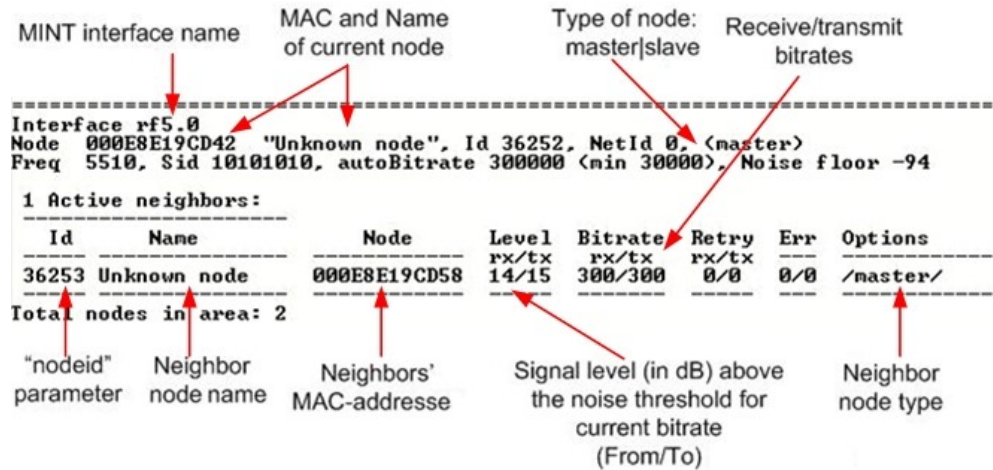 MINT interface name
MAC and Name
of current node
Type of node:
master|slave
Receive/transmit
bitrates
Interface rf5.0
Node 000E8E19CD42 "Unknown node", Id 36252, NetId 0, (master)
Freq 5510, Sid 10101010, autoBitrate 300000 (min 30000), Noise floor -94
1 Active neighbors:
Id Name Node Level Bitrate Retry Err Options
rx/tx rx/tx rx/tx
36253 Unknown node 000E8E19CD58 14/15 300/300 0/0 0/0 /master/
Total nodes in area: 2
“nodeid”
parameter
Neighbor
node name
Neighbors’
MAC-addresse
Signal level (in dB) above
the noise threshold for
current bitrate
(From/To)
Neighbor
node type